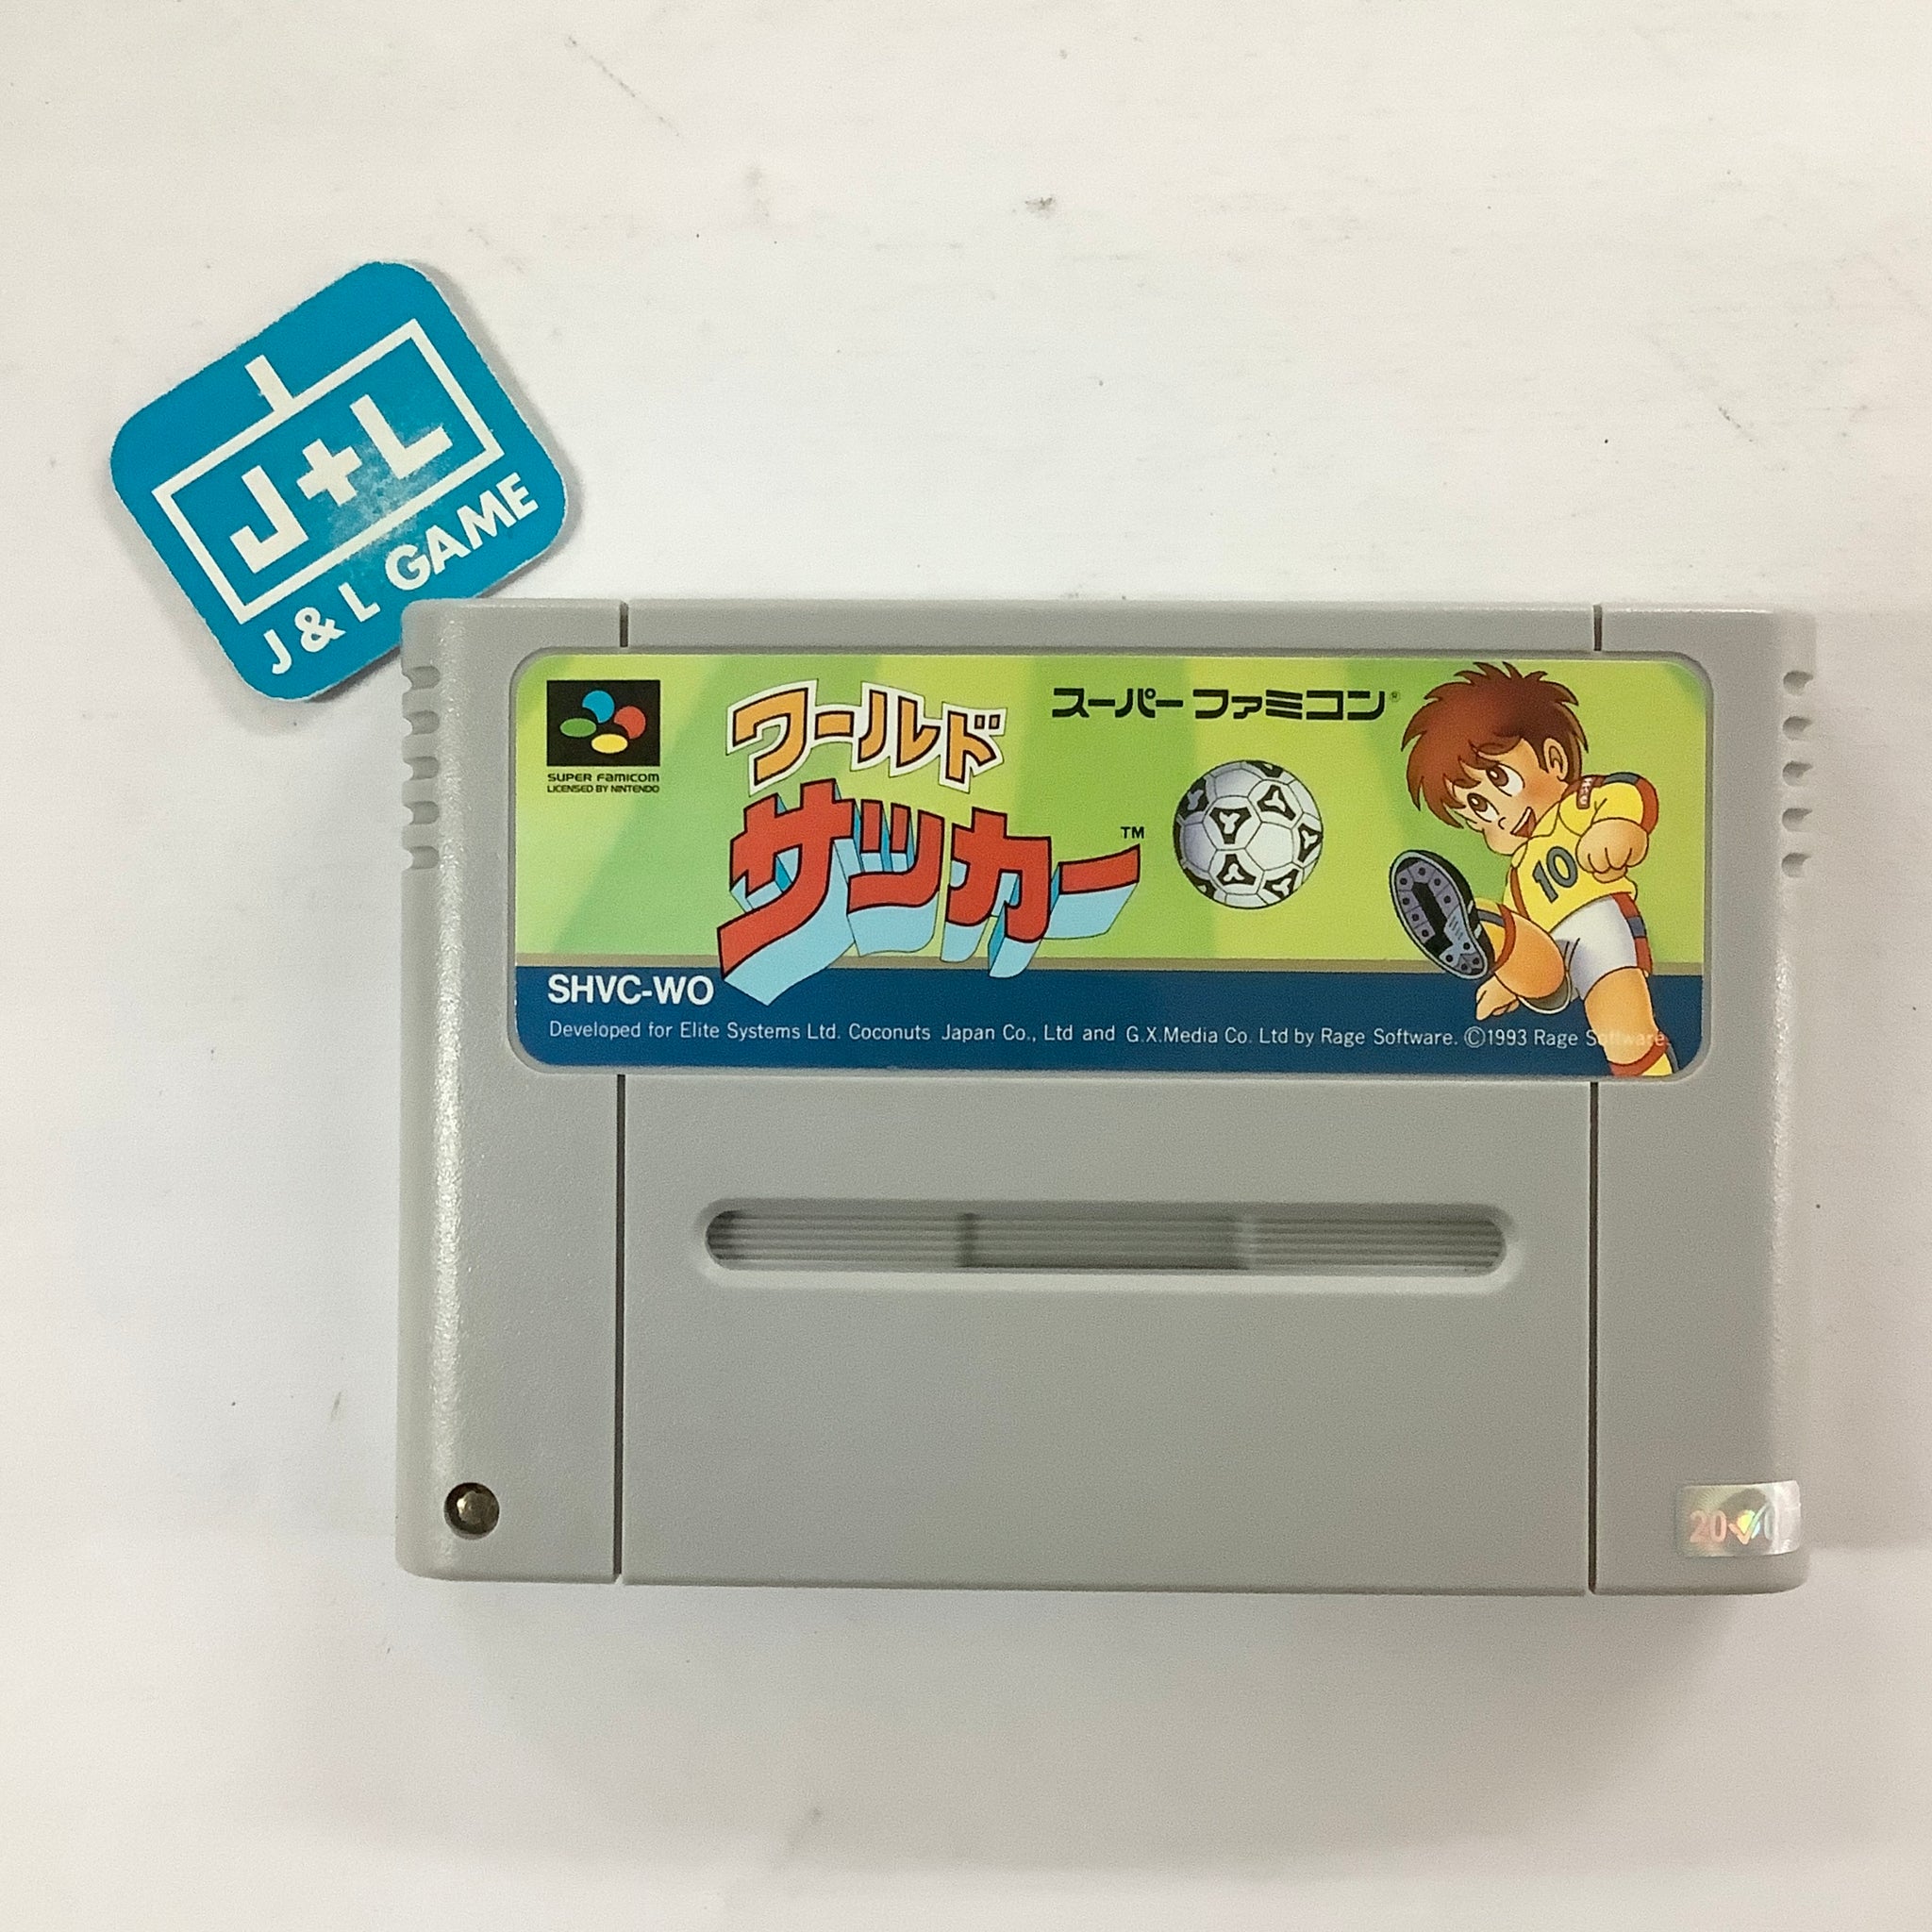 J+L
J & L GAME
SUPER FAMICOM
LICENSED BY NINTENDO
ワールド
サッカー™
スーパーファミコン®
10
SHVC-WO
Developed for Elite Systems Ltd. Coconuts Japan Co., Ltd and G.X.Media Co. Ltd by Rage Software. ©1993 Rage Software.